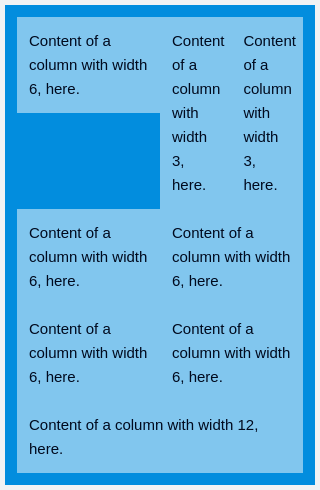 Content of a
column with width
6, here.
Content
of a
column
with
width
3,
here.
Content
of a
column
with
width
3,
here.
Content of a
column with width
6, here.
Content of a
column with width
6, here.
Content of a
column with width
6, here.
Content of a
column with width
6, here.
Content of a column with width 12,
here.